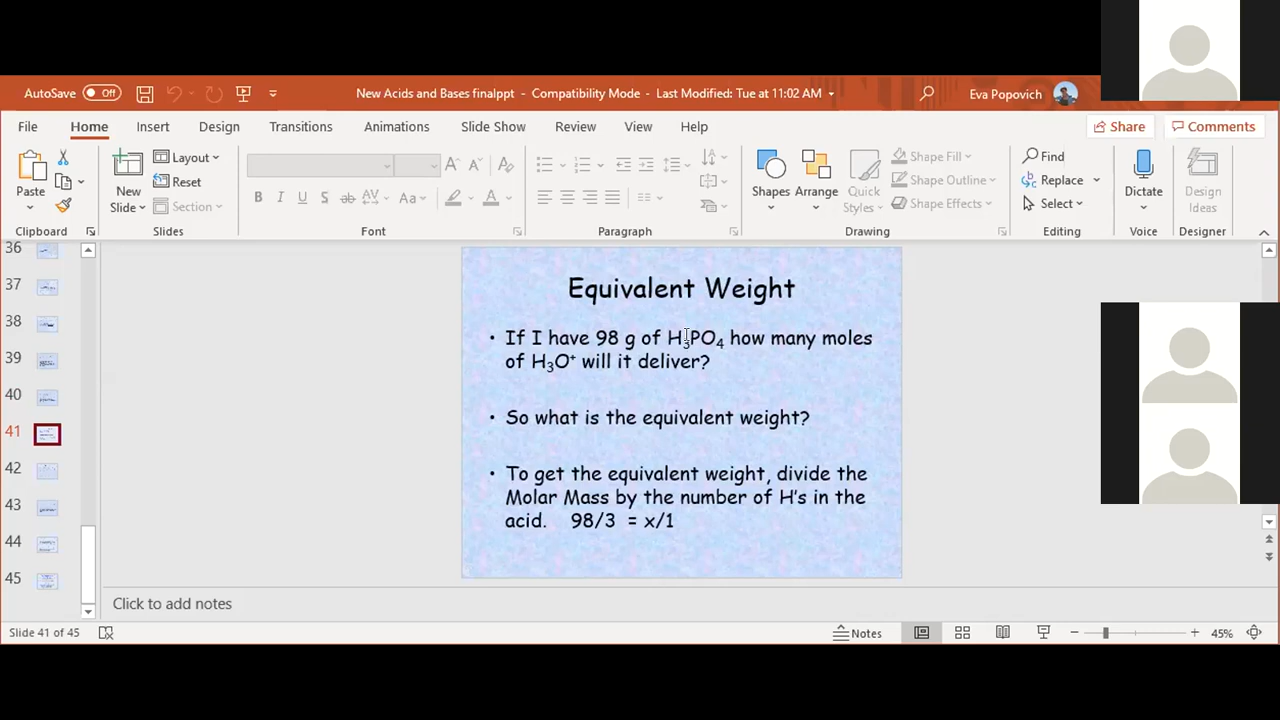 AutoSave Off New Acids and Bases finalppt - Compatibility Mode - Last Modified: Tue at 11:02 AM Eva Popovich
File Home Insert Design Transitions Animations Slide Show Review View Help Share Comments
Paste
New Slide
Layout
Reset
Section
B I U S ab AV Aa A
Shapes
Arrange
Quick Styles
Shape Fill
Shape Outline
Shape Effects
Find
Replace
Select
Dictate
Design Ideas
Clipboard Slides Font Paragraph Drawing Editing Voice Designer
36
37
38
39
40
41
42
43
44
45
Equivalent Weight
• If I have 98 g of H₃PO₄ how many moles
of H₃O⁺ will it deliver?
• So what is the equivalent weight?
• To get the equivalent weight, divide the
Molar Mass by the number of H's in the
acid. 98/3 = x/1
Click to add notes
Slide 41 of 45 Notes 45%